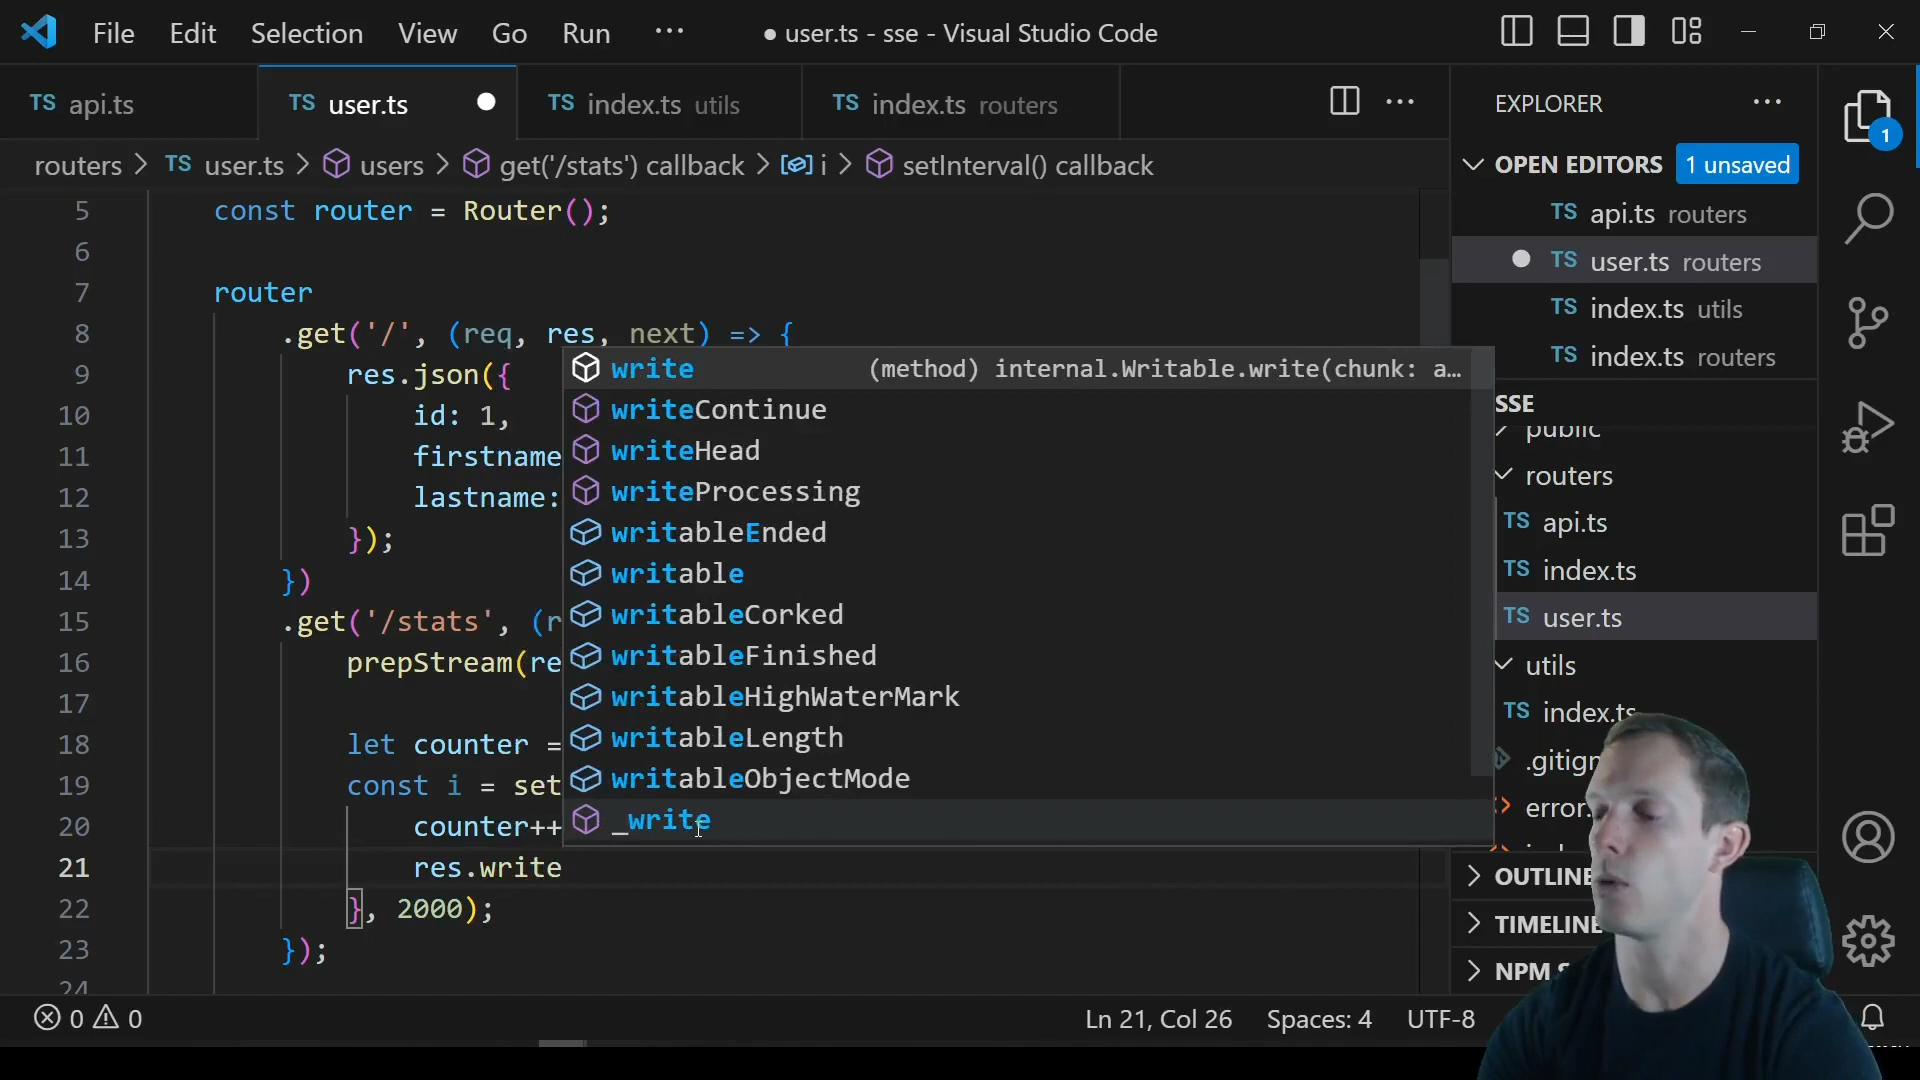 File Edit Selection View Go Run ··· ● user.ts - sse - Visual Studio Code
TS api.ts TS user.ts ● TS index.ts utils TS index.ts routers ···
routers > TS user.ts > users > get('/stats') callback > i > setInterval() callback
5 const router = Router();
6
7 router
8 .get('/', (req, res, next) => {
9 res.json({
10 id: 1,
11 firstname
12 lastname:
13 });
14 })
15 .get('/stats', (r
16 prepStream(re
17
18 let counter =
19 const i = set
20 counter++
21 res.write
22 }, 2000);
23 });
24
write (method) internal.Writable.write(chunk: a…
writeContinue
writeHead
writeProcessing
writableEnded
writable
writableCorked
writableFinished
writableHighWaterMark
writableLength
writableObjectMode
_write
EXPLORER ···
OPEN EDITORS 1 unsaved
TS api.ts routers
● TS user.ts routers
TS index.ts utils
TS index.ts routers
SSE
public
routers
TS api.ts
TS index.ts
TS user.ts
utils
TS index.ts
.gitign
error.
OUTLINE
TIMELINE
NPM S
1
0 0 Ln 21, Col 26 Spaces: 4 UTF-8